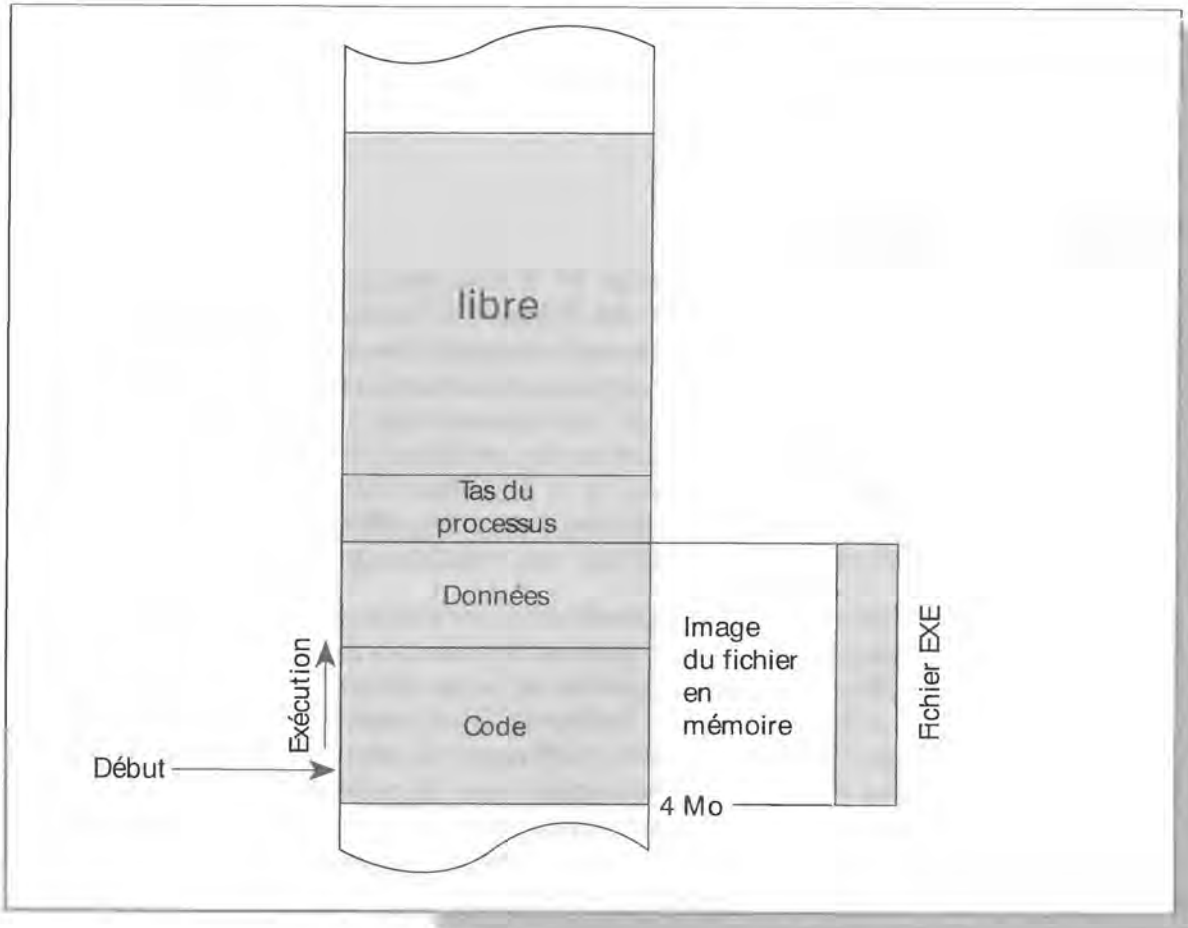 libre
Tas du
processus
Données
Image
du fichier
en
mémoire
Fichier EXE
Exécution
Code
Début
4 Mo